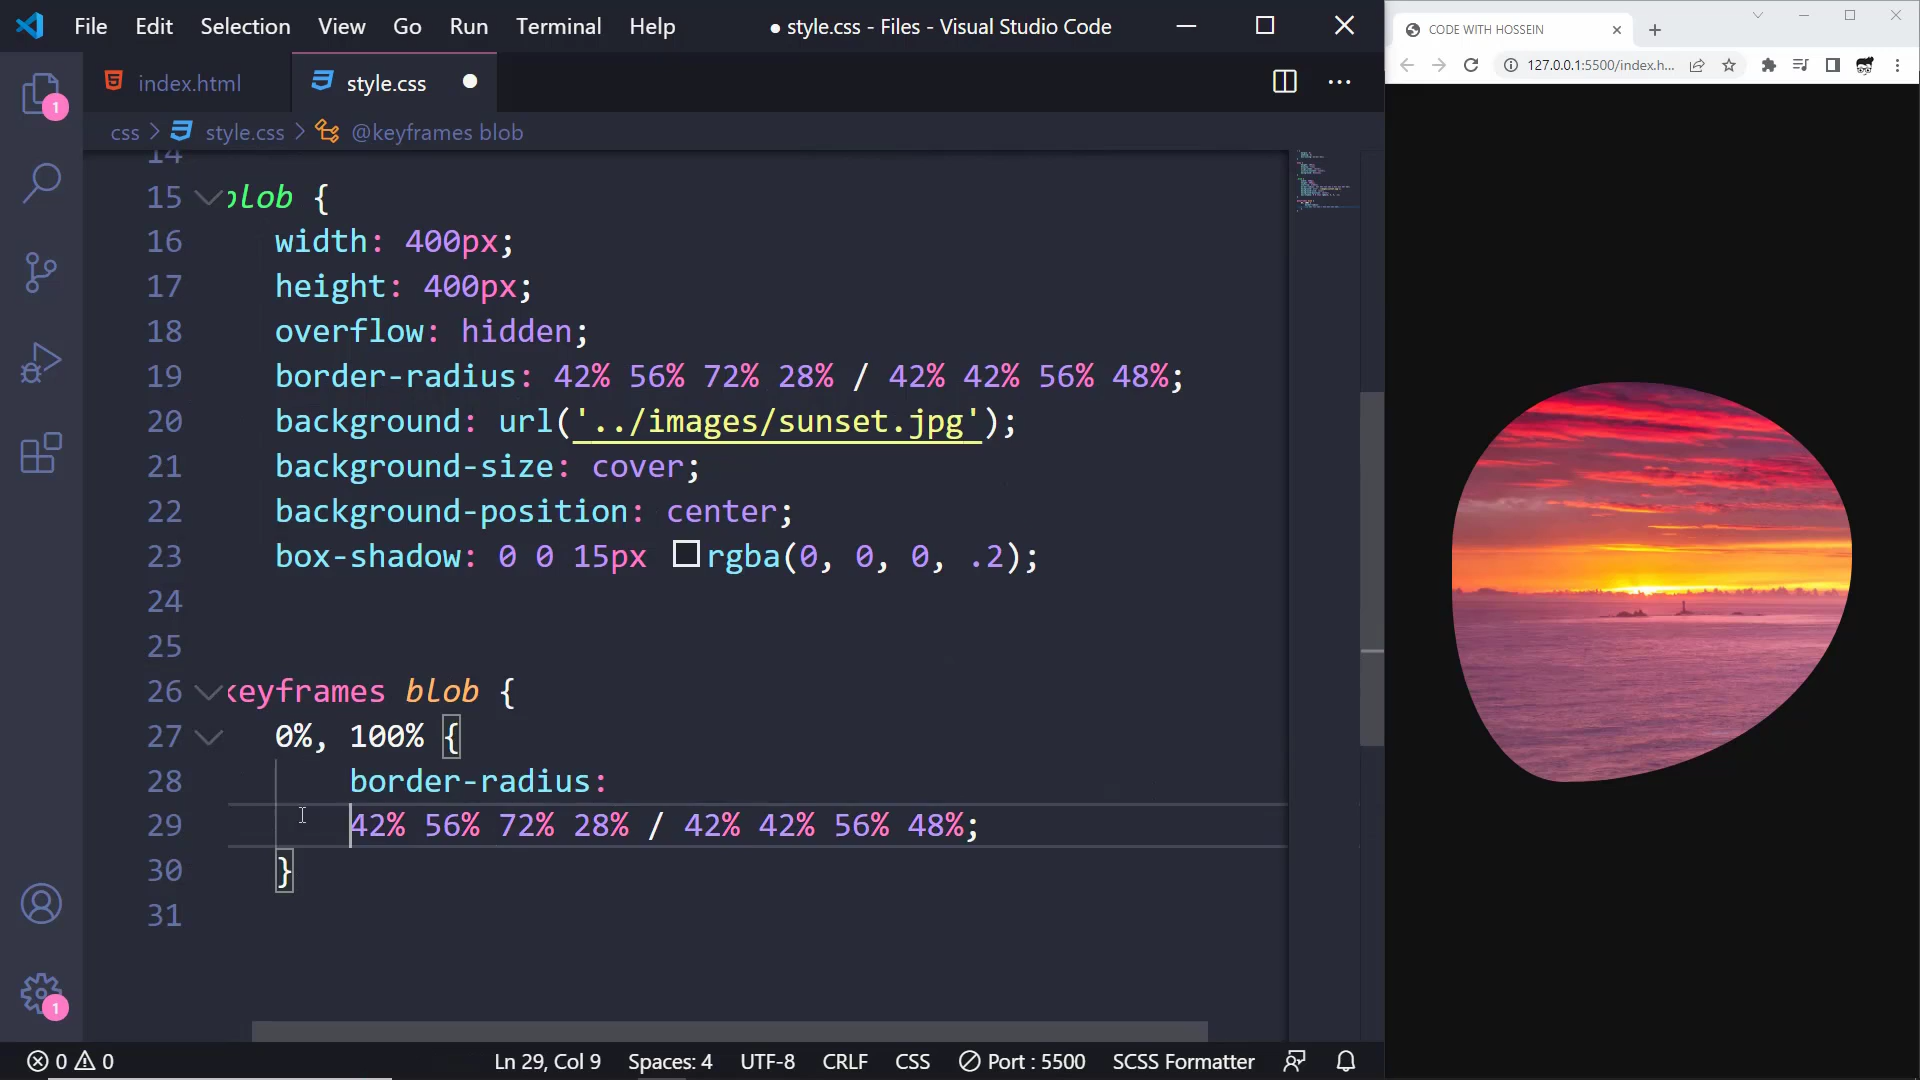 File Edit Selection View Go Run Terminal Help
● style.css - Files - Visual Studio Code
CODE WITH HOSSEIN
127.0.0.1:5500/index.h...
1
index.html
style.css
css > style.css > @keyframes blob
14
15 blob {
16 width: 400px;
17 height: 400px;
18 overflow: hidden;
19 border-radius: 42% 56% 72% 28% / 42% 42% 56% 48%;
20 background: url('../images/sunset.jpg');
21 background-size: cover;
22 background-position: center;
23 box-shadow: 0 0 15px rgba(0, 0, 0, .2);
24
25
26 keyframes blob {
27 0%, 100% {
28 border-radius:
29 42% 56% 72% 28% / 42% 42% 56% 48%;
30 }
31
1
0 0
Ln 29, Col 9 Spaces: 4 UTF-8 CRLF CSS Port : 5500 SCSS Formatter